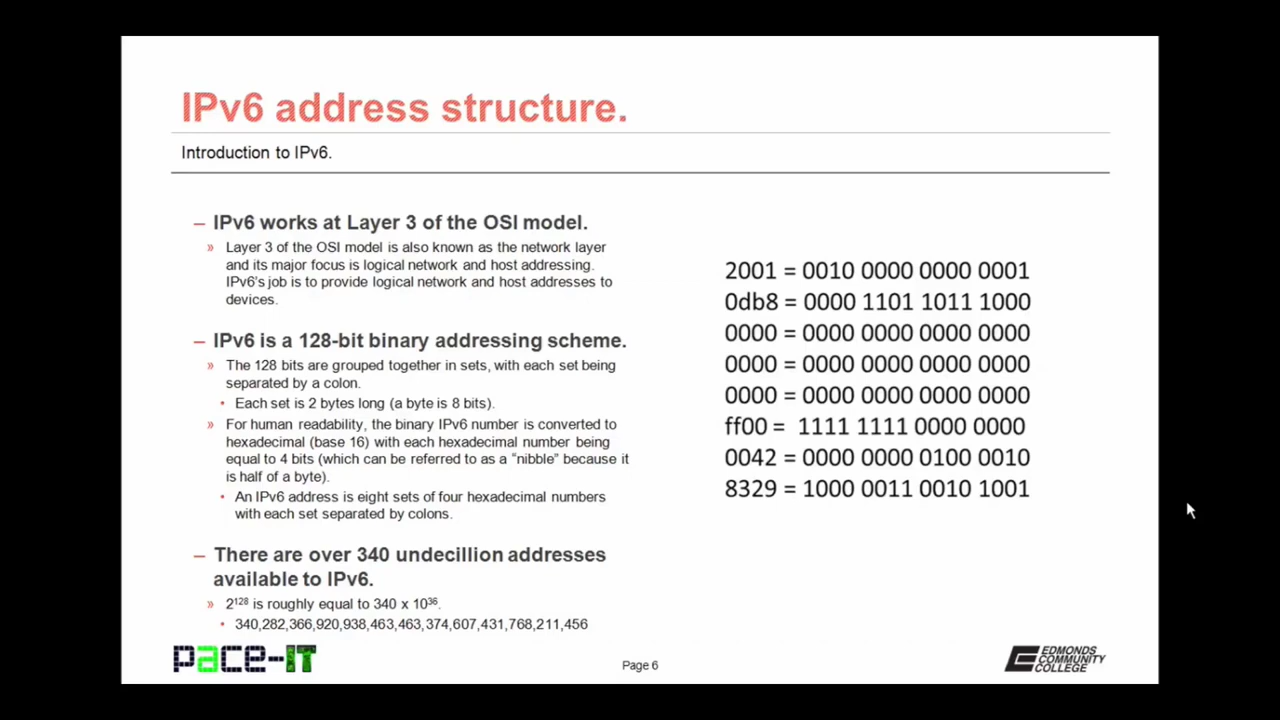 IPv6 address structure.
Introduction to IPv6.
– IPv6 works at Layer 3 of the OSI model.
» Layer 3 of the OSI model is also known as the network layer
and its major focus is logical network and host addressing.
IPv6's job is to provide logical network and host addresses to
devices.
– IPv6 is a 128-bit binary addressing scheme.
» The 128 bits are grouped together in sets, with each set being
separated by a colon.
• Each set is 2 bytes long (a byte is 8 bits).
» For human readability, the binary IPv6 number is converted to
hexadecimal (base 16) with each hexadecimal number being
equal to 4 bits (which can be referred to as a “nibble” because it
is half of a byte).
• An IPv6 address is eight sets of four hexadecimal numbers
with each set separated by colons.
– There are over 340 undecillion addresses
available to IPv6.
» 2¹²⁸ is roughly equal to 340 x 10³⁶.
• 340,282,366,920,938,463,463,374,607,431,768,211,456
2001 = 0010 0000 0000 0001
0db8 = 0000 1101 1011 1000
0000 = 0000 0000 0000 0000
0000 = 0000 0000 0000 0000
0000 = 0000 0000 0000 0000
ff00 = 1111 1111 0000 0000
0042 = 0000 0000 0100 0010
8329 = 1000 0011 0010 1001
pace-IT
Page 6
EDMONDS
COMMUNITY
COLLEGE